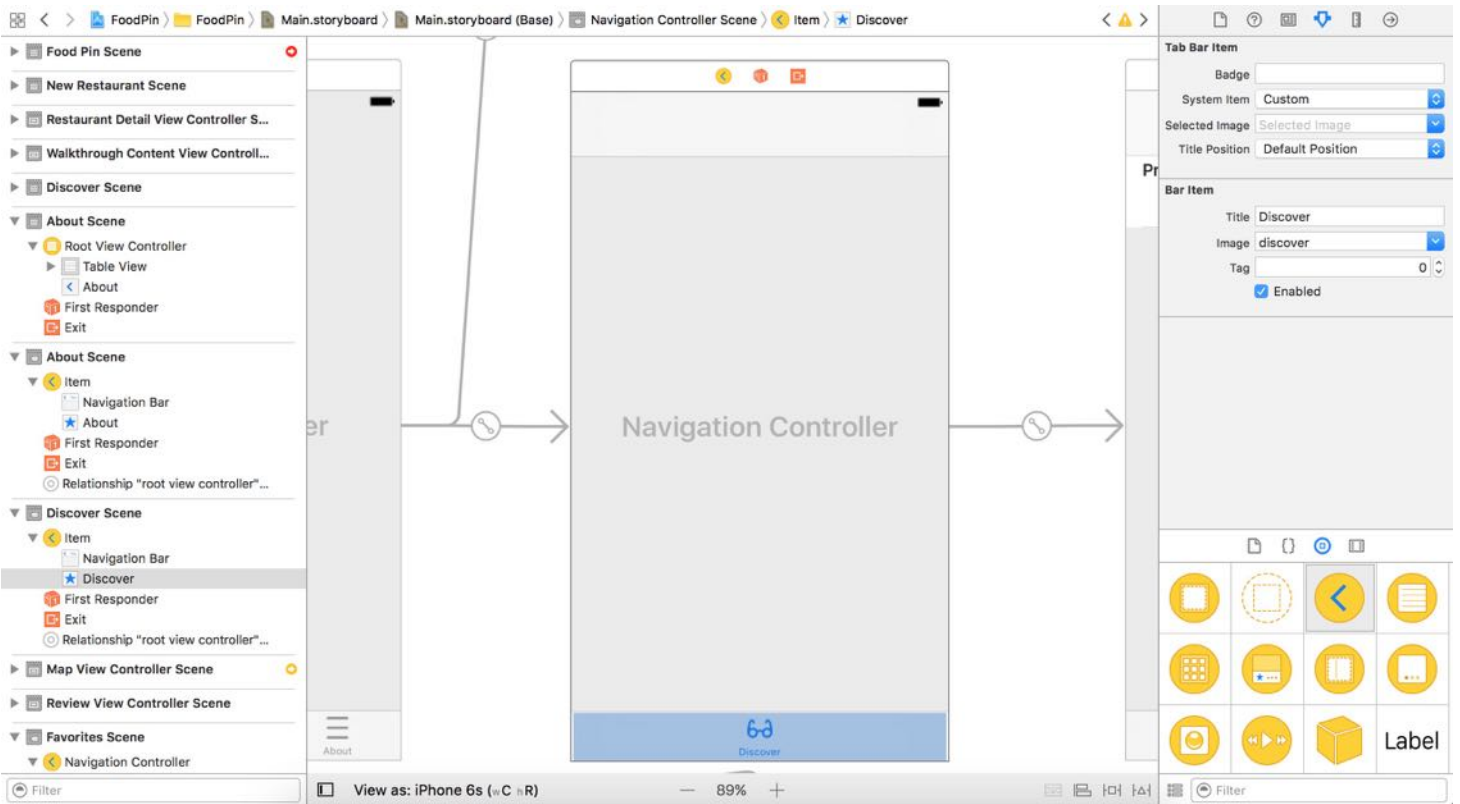 FoodPin
FoodPin
Main.storyboard
Main.storyboard (Base)
Navigation Controller Scene
Item
Discover
Food Pin Scene
New Restaurant Scene
Restaurant Detail View Controller S...
Walkthrough Content View Controll...
Discover Scene
About Scene
Root View Controller
Table View
About
First Responder
Exit
About Scene
Item
Navigation Bar
About
First Responder
Exit
Relationship "root view controller"...
Discover Scene
Item
Navigation Bar
Discover
First Responder
Exit
Relationship "root view controller"...
Map View Controller Scene
Review View Controller Scene
Favorites Scene
Navigation Controller
Filter
er
About
Navigation Controller
Discover
Pr
View as: iPhone 6s (wC hR)
— 89% +
Tab Bar Item
Badge
System Item Custom
Selected Image Selected Image
Title Position Default Position
Bar Item
Title Discover
Image discover
Tag 0
Enabled
{}
Label
Filter